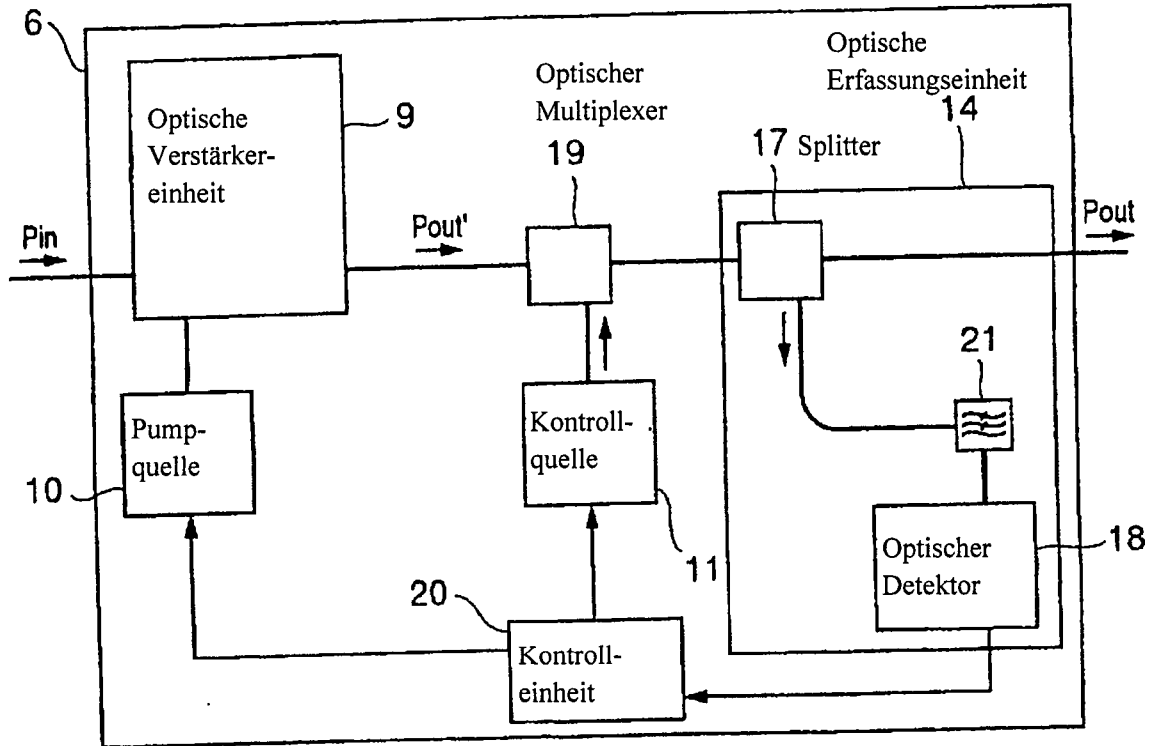 6
Optische
Verstärker-
einheit
9
Optischer
Multiplexer
19
Optische
Erfassungseinheit
14
17 Splitter
Pin
Pout'
Pout
21
Pump-
quelle
10
Kontroll-
quelle
11
Optischer
Detektor
18
20
Kontroll-
einheit